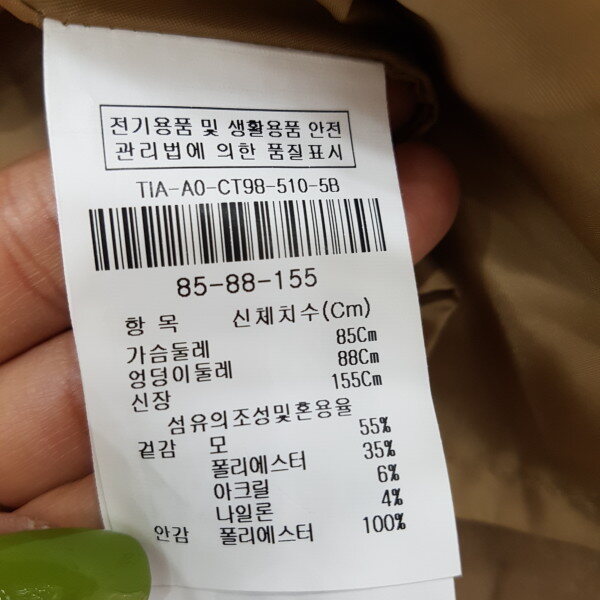 전기용품 및 생활용품 안전
관리법에 의한 품질표시
TIA-AO-CT98-510-5B
85-88-155
항 목 신체치수(Cm)
가슴둘레 85Cm
엉덩이둘레 88Cm
신장 155Cm
섬유의조성및혼용율
겉감 모 55%
폴리에스터 35%
아크릴 6%
나일론 4%
안감 폴리에스터 100%